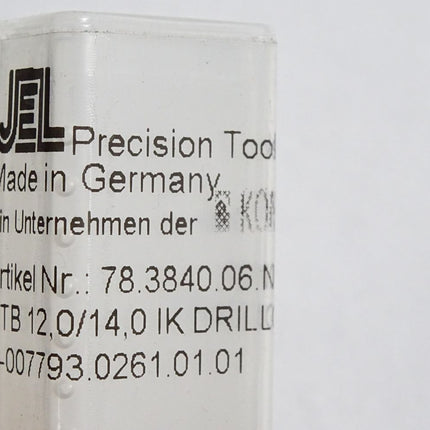 JEL Precision Tool
Made in Germany
in Unternehmen der KO
rtikel Nr.: 78.3840.06.N
TB 12,0/14,0 IK DRILL
-007793.0261.01.01